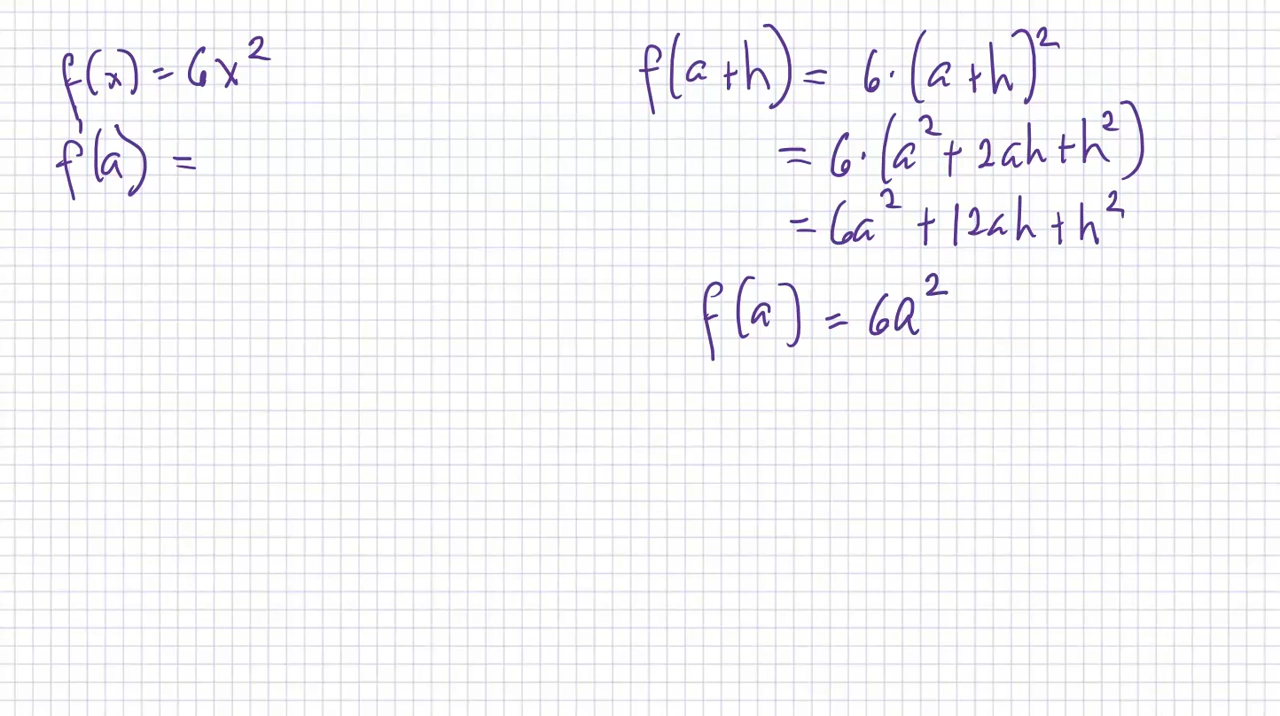 f(x) = 6x²
f(a) =
f(a+h) = 6·(a+h)²
= 6·(a² + 2ah + h²)
= 6a² + 12ah + h²
f(a) = 6a²